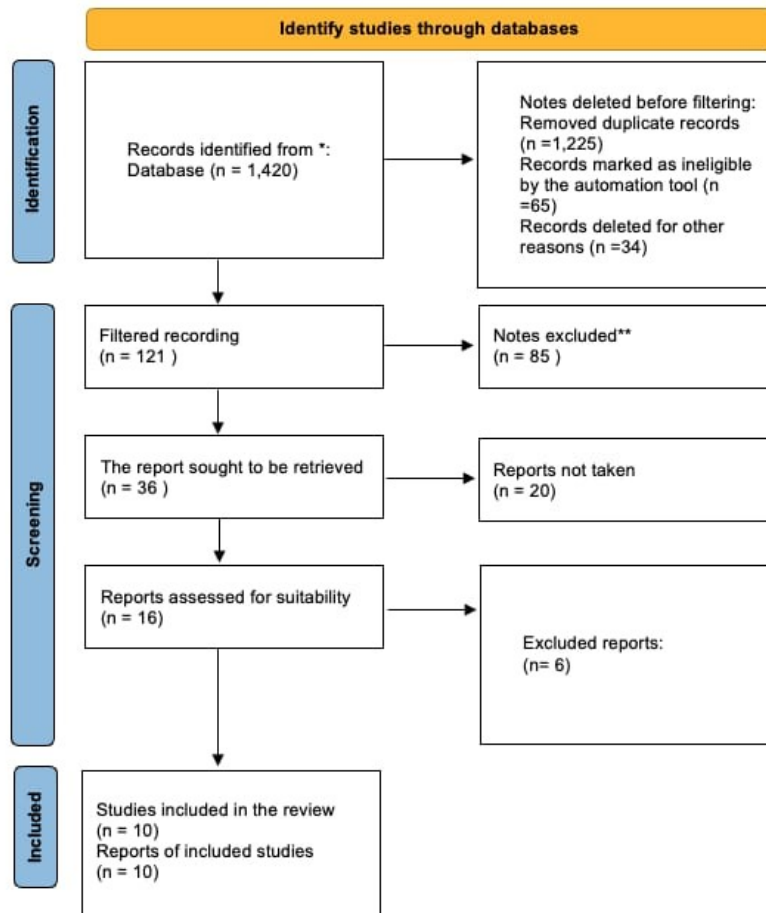 Identify studies through databases
Identification
Records identified from *:
Database (n = 1,420)
Notes deleted before filtering:
Removed duplicate records
(n =1,225)
Records marked as ineligible
by the automation tool (n
=65)
Records deleted for other
reasons (n =34)
Screening
Filtered recording
(n = 121 )
Notes excluded**
(n = 85 )
The report sought to be retrieved
(n = 36 )
Reports not taken
(n = 20)
Reports assessed for suitability
(n = 16)
Excluded reports:
(n= 6)
Included
Studies included in the review
(n = 10)
Reports of included studies
(n = 10)